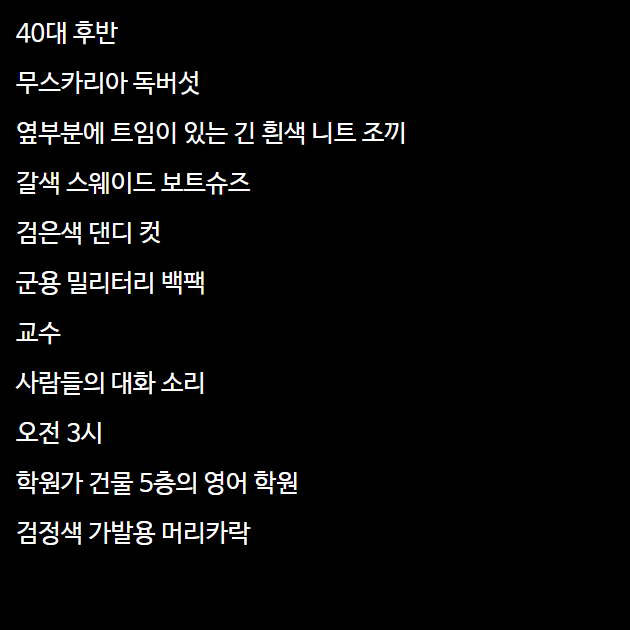 40대 후반
무스카리아 독버섯
옆부분에 트임이 있는 긴 흰색 니트 조끼
갈색 스웨이드 보트슈즈
검은색 댄디 컷
군용 밀리터리 백팩
교수
사람들의 대화 소리
오전 3시
학원가 건물 5층의 영어 학원
검정색 가발용 머리카락